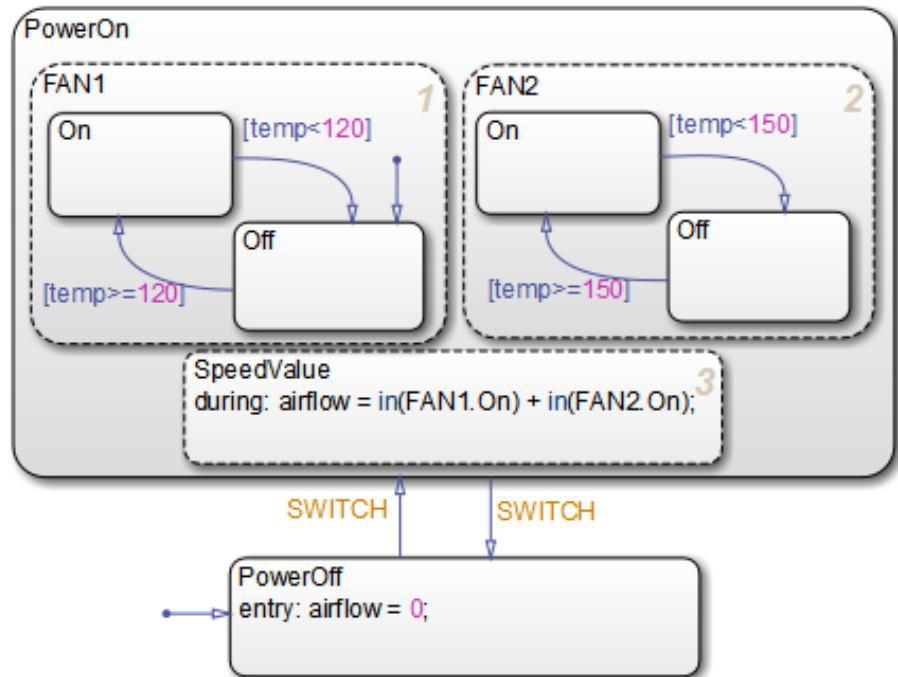 PowerOn
FAN1
1
On
[temp<120]
Off
[temp>=120]
FAN2
2
On
[temp<150]
Off
[temp>=150]
SpeedValue
3
during: airflow = in(FAN1.On) + in(FAN2.On);
SWITCH
SWITCH
PowerOff
entry: airflow = 0;